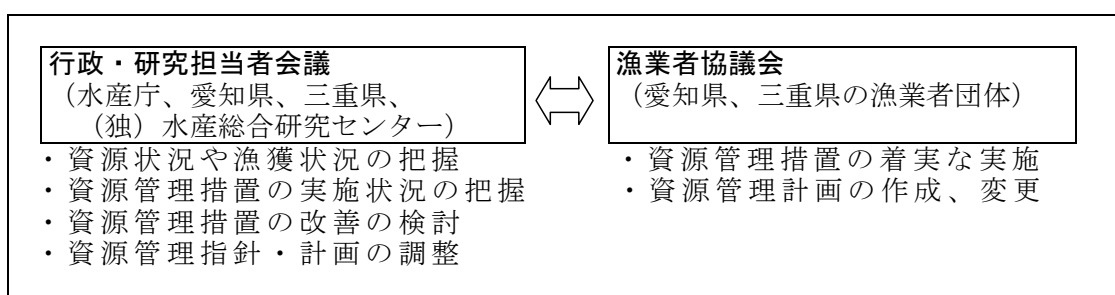 行政・研究担当者会議
（水産庁、愛知県、三重県、
（独）水産総合研究センター）
・資源状況や漁獲状況の把握
・資源管理措置の実施状況の把握
・資源管理措置の改善の検討
・資源管理指針・計画の調整
漁業者協議会
（愛知県、三重県の漁業者団体）
・資源管理措置の着実な実施
・資源管理計画の作成、変更